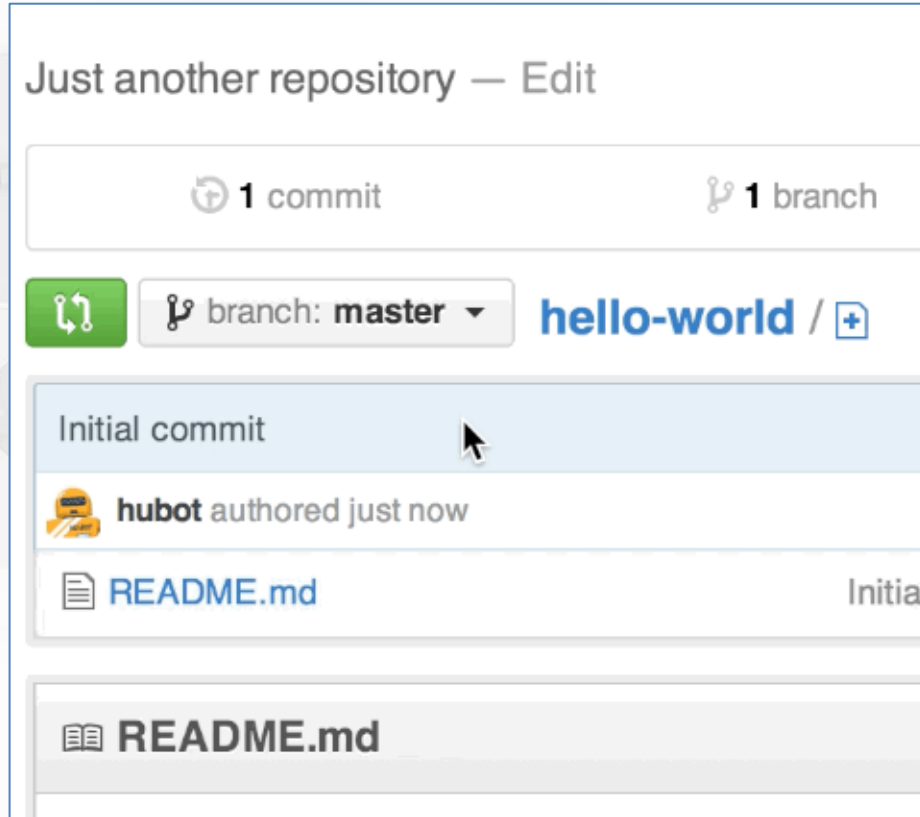 Just another repository — Edit
1 commit 1 branch
branch: master hello-world /
Initial commit
hubot authored just now
README.md Initia
README.md